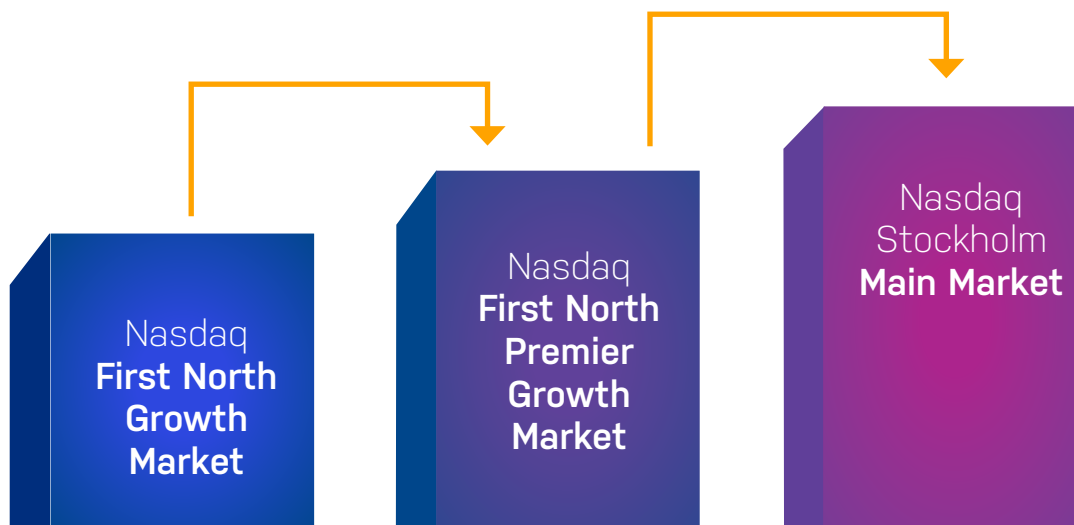 Nasdaq
First North
Growth
Market
Nasdaq
First North
Premier
Growth
Market
Nasdaq
Stockholm
Main Market